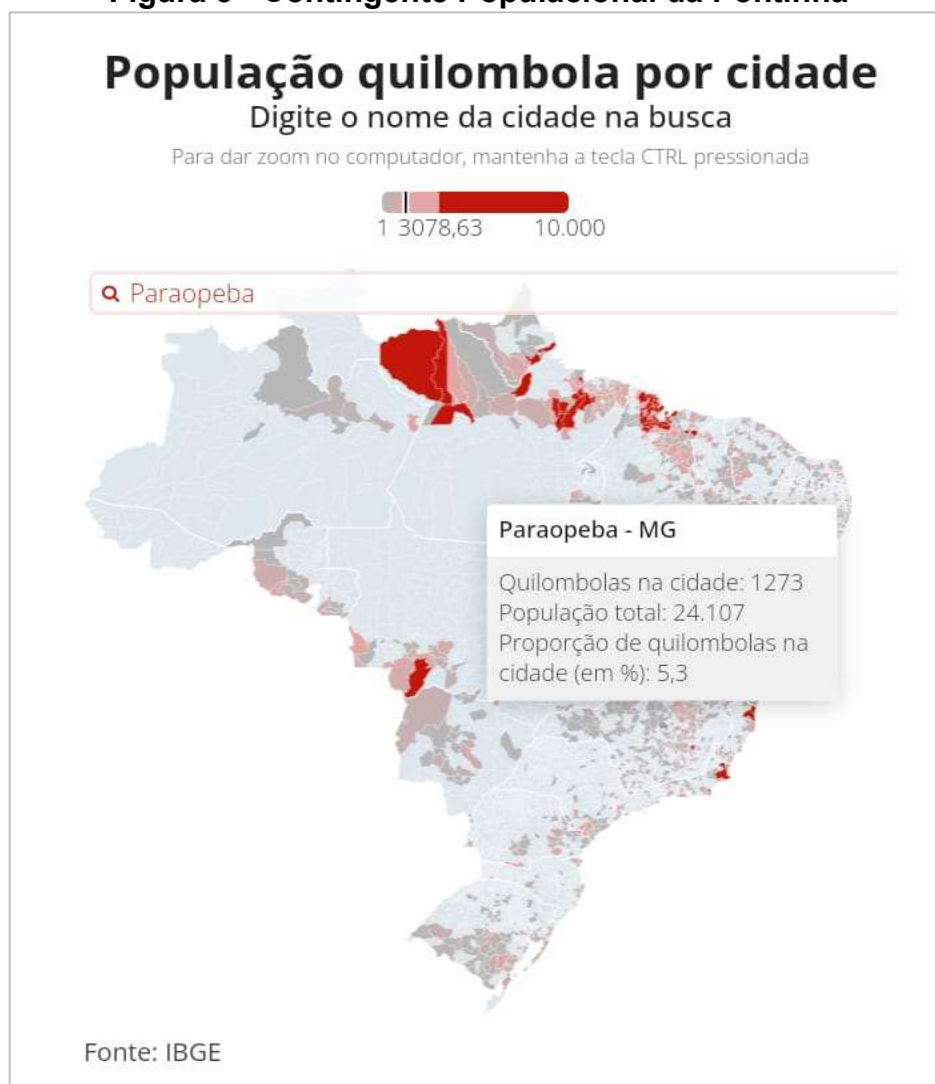 População quilombola por cidade
Digite o nome da cidade na busca
Para dar zoom no computador, mantenha a tecla CTRL pressionada
1 3078,63 10.000
Paraopeba
Paraopeba - MG
Quilombolas na cidade: 1273
População total: 24.107
Proporção de quilombolas na
cidade (em %): 5,3
Fonte: IBGE